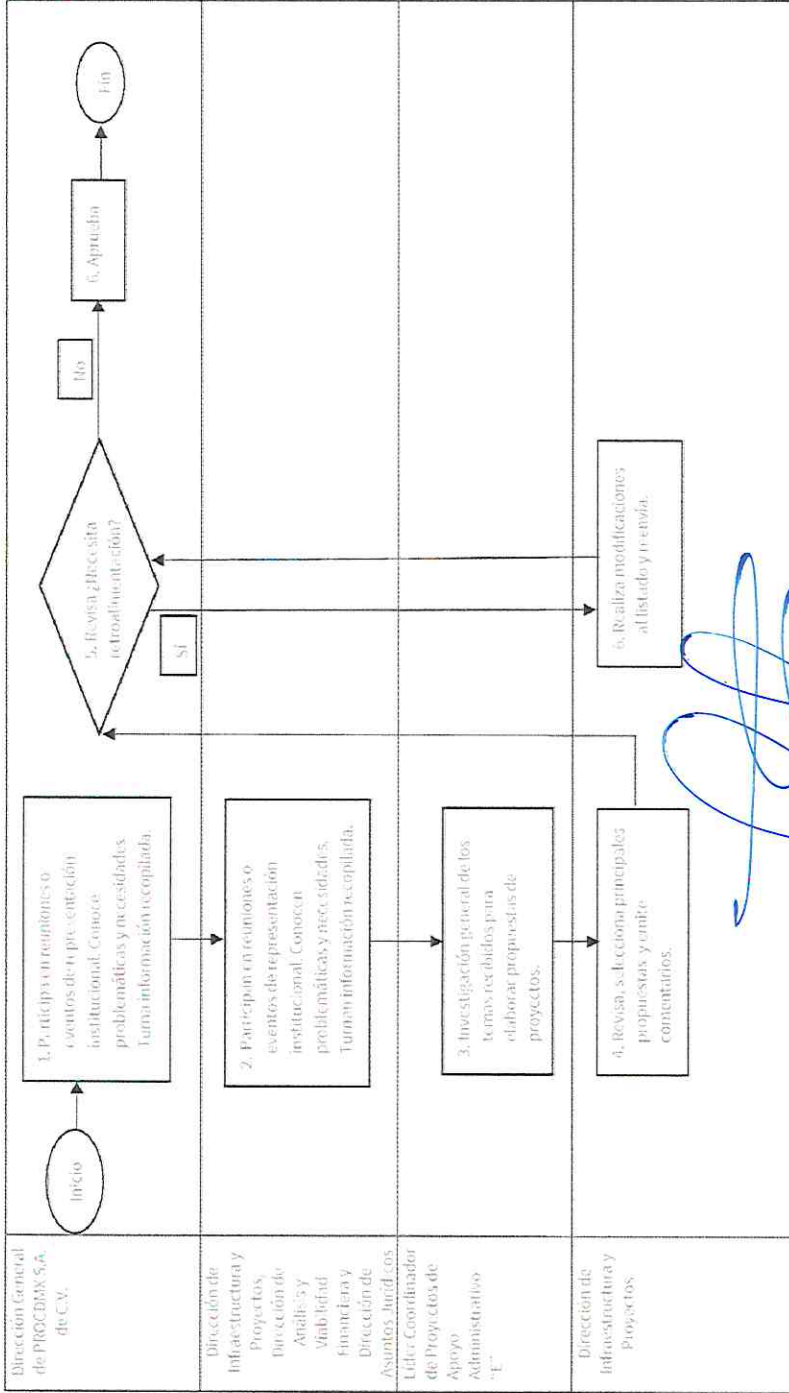 Dirección General
de PROCDMX S.A.
de C.V.
Inicio
1. Participa en reuniones o
eventos de representación
institucional. Conoce
problemáticas y necesidades.
Turna información recopilada.
5. Revisa ¿Necesita
retroalimentación?
No
Sí
6. Aprueba
Fin
Dirección de
Infraestructura y
Proyectos,
Dirección de
Análisis y
Viabilidad
Financiera y
Dirección de
Asuntos Jurídicos
2. Participan en reuniones o
eventos de representación
institucional. Conocen
problemáticas y necesidades.
Turnan información recopilada.
Líder Coordinador
de Proyectos de
Apoyo
Administrativo
"E"
3. Investigación general de los
temas recibidos para
elaborar propuestas de
proyectos.
Dirección de
Infraestructura y
Proyectos
4. Revisa, selecciona principales
propuestas y emite
comentarios.
6. Realiza modificaciones
al listado y reenvía.